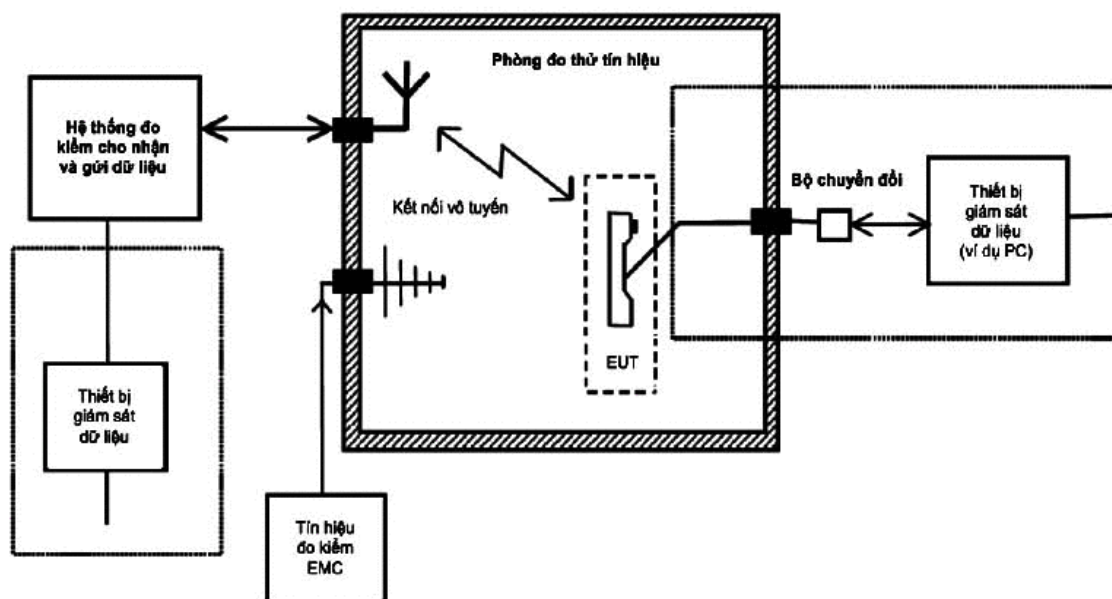 Phòng đo thử tín hiệu
Hệ thống đo
kiểm cho nhận
và gửi dữ liệu
Kết nối vô tuyến
Bộ chuyển đổi
Thiết bị
giám sát
dữ liệu
(ví dụ PC)
EUT
Thiết bị
giám sát
dữ liệu
Tín hiệu
đo kiểm
EMC